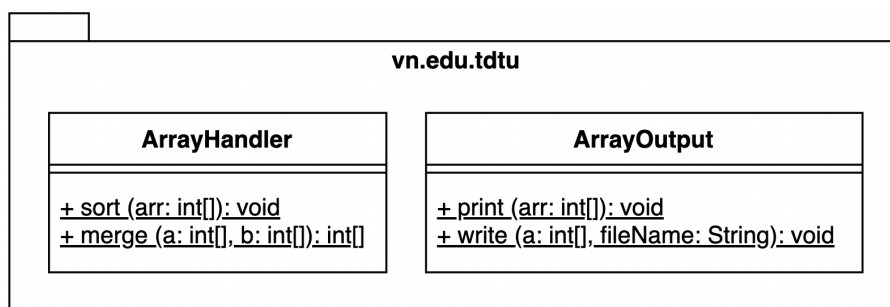 vn.edu.tdtu
ArrayHandler
+ sort (arr: int[]): void
+ merge (a: int[], b: int[]): int[]
ArrayOutput
+ print (arr: int[]): void
+ write (a: int[], fileName: String): void